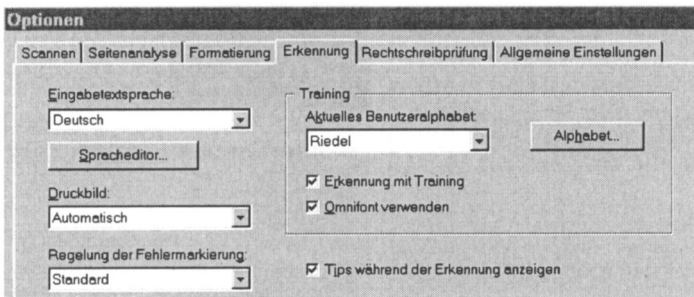 Optionen
Scannen Seitenanalyse Formatierung Erkennung Rechtschreibprüfung Allgemeine Einstellungen
Eingabetextsprache:
Deutsch
Spracheditor...
Druckbild:
Automatisch
Regelung der Fehlermarkierung:
Standard
Training
Aktuelles Benutzeralphabet:
Riedel
Alphabet...
Erkennung mit Training
Omnifont verwenden
Tips während der Erkennung anzeigen